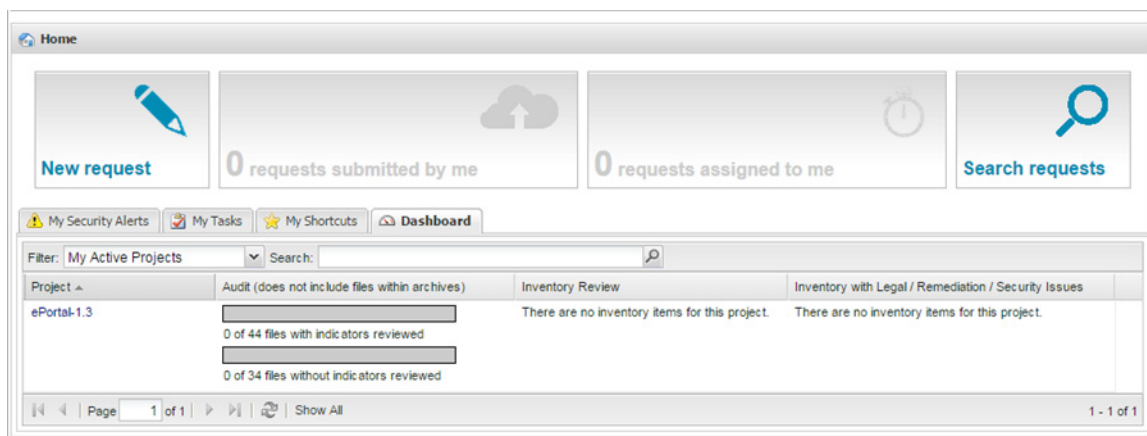 Home
New request
0 requests submitted by me
0 requests assigned to me
Search requests
My Security Alerts
My Tasks
My Shortcuts
Dashboard
Filter: My Active Projects Search:
Project Audit (does not include files within archives) Inventory Review Inventory with Legal / Remediation / Security Issues
ePortal-1.3 There are no inventory items for this project. There are no inventory items for this project.
0 of 44 files with indicators reviewed
0 of 34 files without indicators reviewed
Page 1 of 1 Show All 1 - 1 of 1